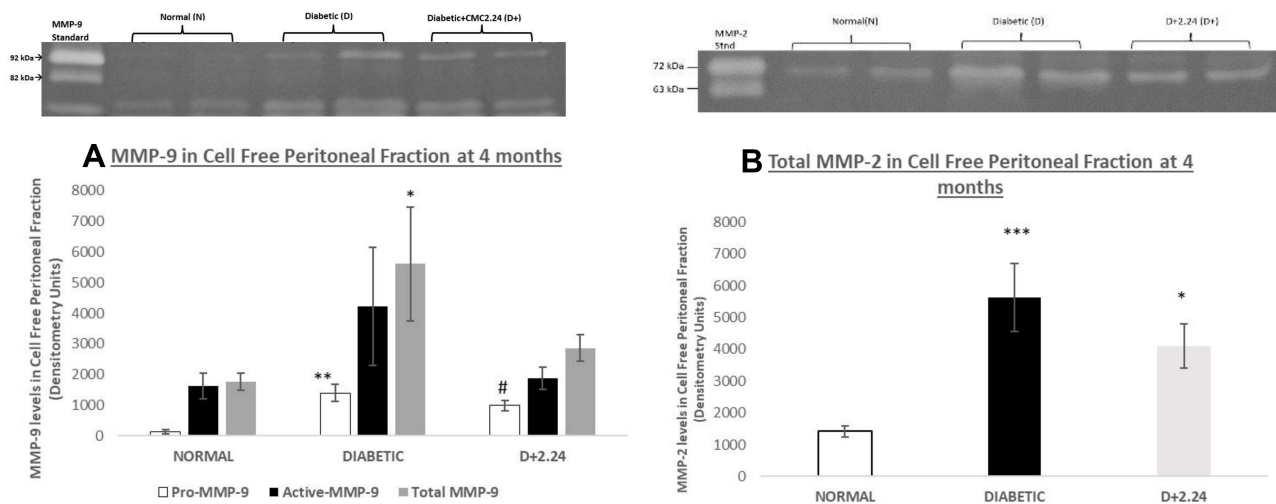 MMP-9
Standard
Normal (N)
Diabetic (D)
Diabetic+CMC2.24 (D+)
92 kDa
82 kDa
A MMP-9 in Cell Free Peritoneal Fraction at 4 months
MMP-9 levels in Cell Free Peritoneal Fraction
(Densitometry Units)
8000
7000
6000
5000
4000
3000
2000
1000
0
*
**
#
NORMAL
DIABETIC
D+2.24
Pro-MMP-9
Active-MMP-9
Total MMP-9
MMP-2
Stnd
Normal(N)
Diabetic (D)
D+2.24 (D+)
72 kDa
63 kDa
B Total MMP-2 in Cell Free Peritoneal Fraction at 4
months
MMP-2 levels in Cell Free Peritoneal Fraction
(Densitometry Units)
8000
7000
6000
5000
4000
3000
2000
1000
0
***
*
NORMAL
DIABETIC
D+2.24